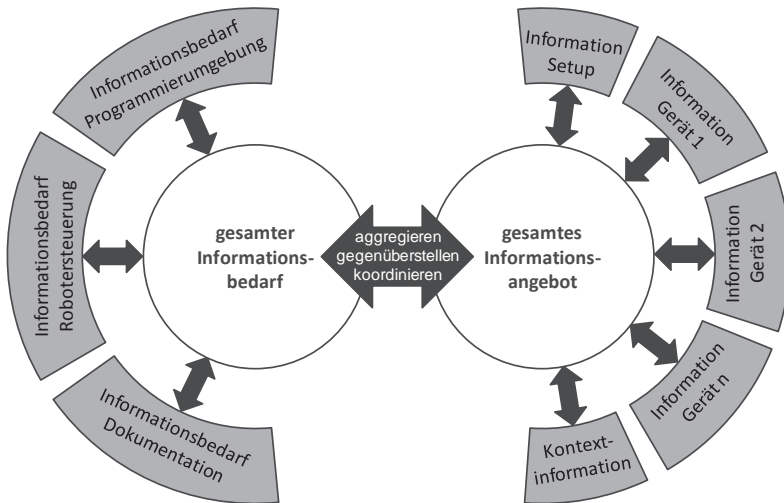 Informationsbedarf
Programmierumgebung
Informationsbedarf
Robotersteuerung
Informationsbedarf
Dokumentation
gesamter
Informations-
bedarf
aggregieren
gegenüberstellen
koordinieren
gesamtes
Informations-
angebot
Information
Setup
Information
Gerät 1
Information
Gerät 2
Information
Gerät n
Kontext-
information